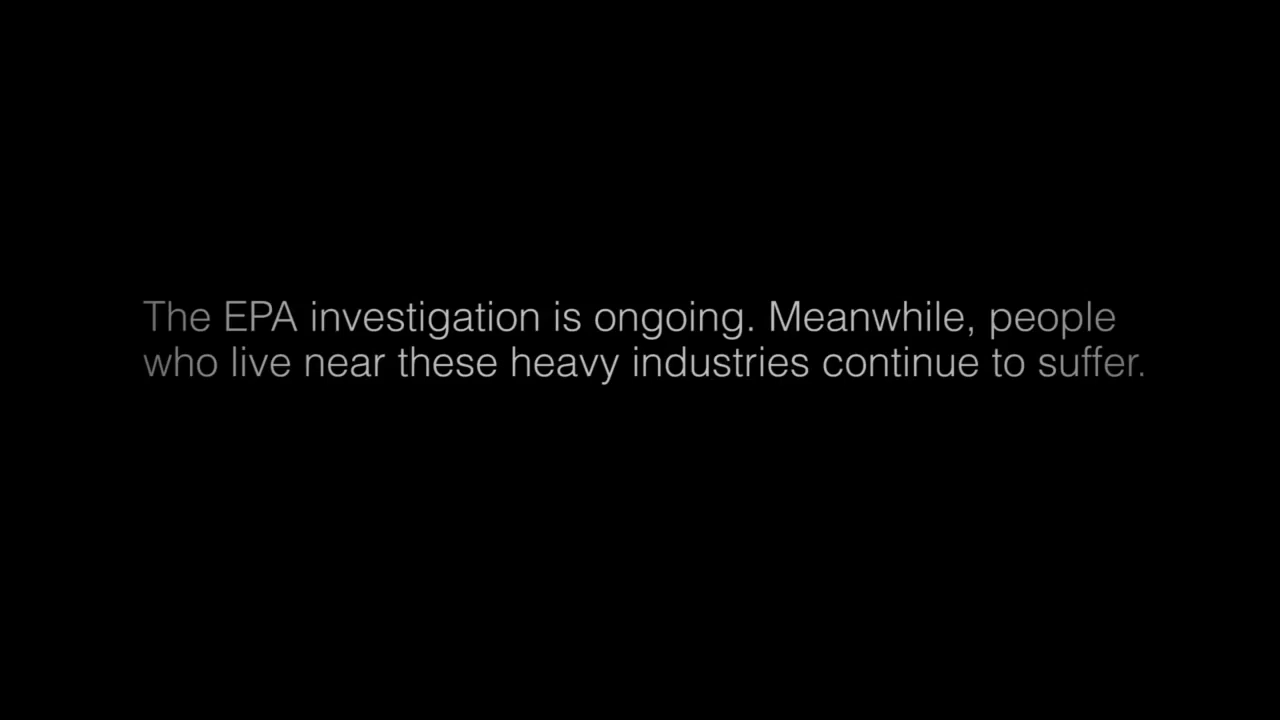 The EPA investigation is ongoing. Meanwhile, people
who live near these heavy industries continue to suffer.